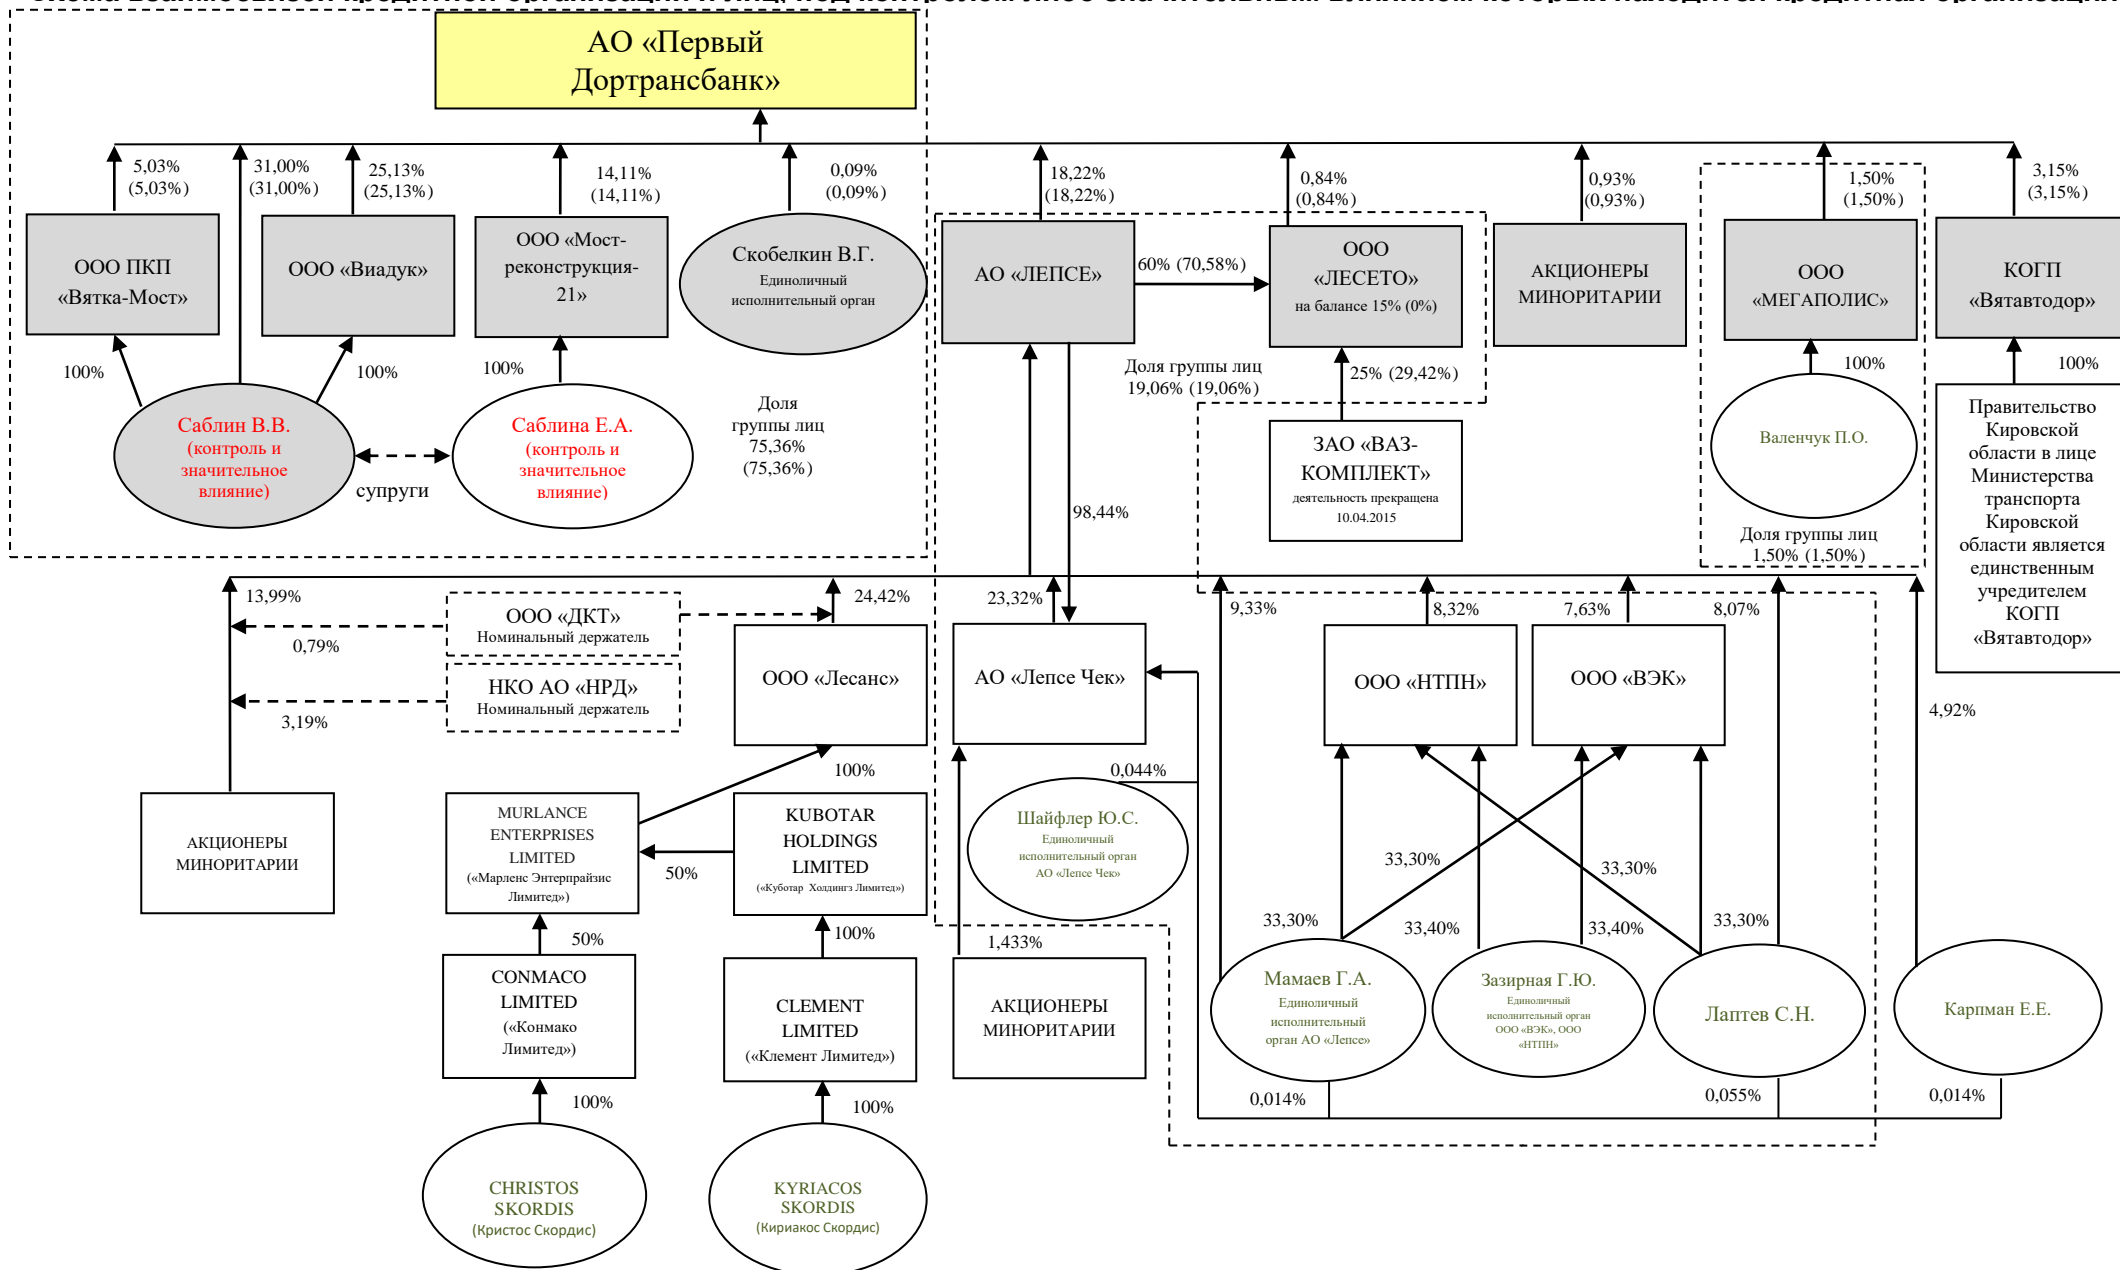 АО «Первый
Дортрансбанк»
5,03%
(5,03%)
31,00%
(31,00%)
25,13%
(25,13%)
14,11%
(14,11%)
0,09%
(0,09%)
18,22%
(18,22%)
0,84%
(0,84%)
0,93%
(0,93%)
1,50%
(1,50%)
3,15%
(3,15%)
ООО ПКП
«Вятка-Мост»
ООО «Виадук»
ООО «Мост-
реконструкция-
21»
Скобелкин В.Г.
Единоличный
исполнительный орган
АО «ЛЕПСЕ»
60% (70,58%)
ООО
«ЛЕСЕТО»
на балансе 15% (0%)
АКЦИОНЕРЫ
МИНОРИТАРИИ
ООО
«МЕГАПОЛИС»
КОГП
«Вятавтодор»
100%
100%
100%
Доля группы лиц
19,06% (19,06%)
25% (29,42%)
100%
100%
Саблин В.В.
(контроль и
значительное
влияние)
супруги
Саблина Е.А.
(контроль и
значительное
влияние)
Доля
группы лиц
75,36%
(75,36%)
98,44%
ЗАО «ВАЗ-
КОМПЛЕКТ»
деятельность прекращена
10.04.2015
Валенчук П.О.
Доля группы лиц
1,50% (1,50%)
Правительство
Кировской
области в лице
Министерства
транспорта
Кировской
области является
единственным
учредителем
КОГП
«Вятавтодор»
13,99%
0,79%
3,19%
ООО «ДКТ»
Номинальный держатель
НКО АО «НРД»
Номинальный держатель
24,42%
23,32%
9,33%
8,32%
7,63%
8,07%
4,92%
ООО «Лесанс»
АО «Лепсе Чек»
ООО «НТПН»
ООО «ВЭК»
100%
0,044%
АКЦИОНЕРЫ
МИНОРИТАРИИ
MURLANCE
ENTERPRISES
LIMITED
(«Марленс Энтерпрайзис
Лимитед»)
50%
KUBOTAR
HOLDINGS
LIMITED
(«Куботар Холдингз Лимитед»)
Шайфлер Ю.С.
Единоличный
исполнительный орган
АО «Лепсе Чек»
33,30%
33,30%
50%
100%
1,433%
33,30%
33,40%
33,40%
33,30%
CONMACO
LIMITED
(«Конмако
Лимитед»)
CLEMENT
LIMITED
(«Клемент Лимитед»)
АКЦИОНЕРЫ
МИНОРИТАРИИ
Мамаев Г.А.
Единоличный
исполнительный
орган АО «Лепсе»
Зазирная Г.Ю.
Единоличный
исполнительный орган
ООО «ВЭК», ООО
«НТПН»
Лаптев С.Н.
Карпман Е.Е.
100%
100%
0,014%
0,055%
0,014%
CHRISTOS
SKORDIS
(Кристос Скордис)
KYRIACOS
SKORDIS
(Кириакос Скордис)